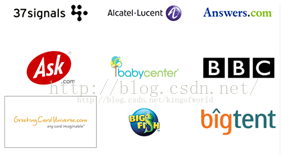 37signals
Alcatel·Lucent
Answers.com
Ask
.com
babycenter
BBC
http://blog.csdn.net/
http://blog.csdn.net/kingofworld
GreetingCardUniverse.com
any card imaginable
BIG
FISH
bigtent